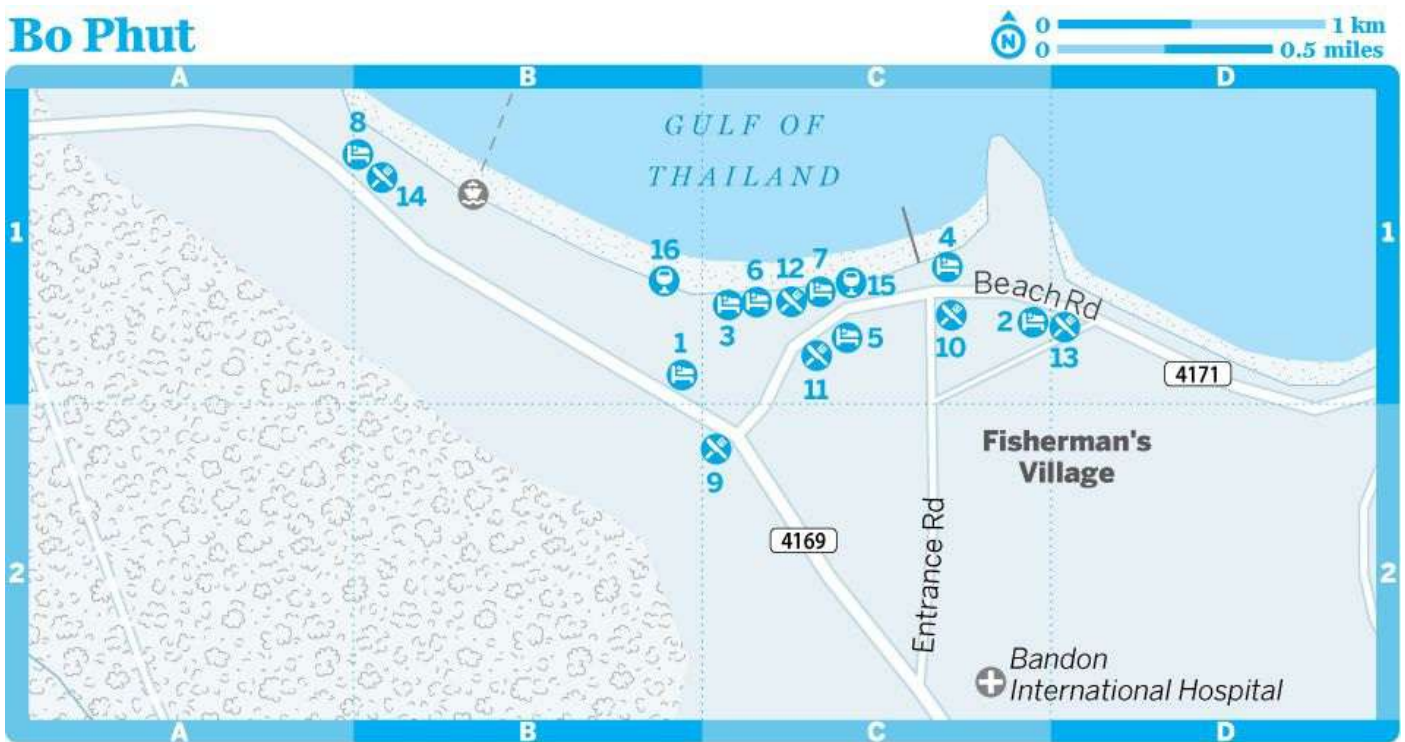 Bo Phut
N
0 1 km
0 0.5 miles
A B C D
GULF OF
THAILAND
8
14
1
1
16
6 12 7
4
15
Beach Rd
3
5
10
2
13
1
11
4171
Fisherman's
Village
9
4169
Entrance Rd
2
2
Bandon
International Hospital
A B C D